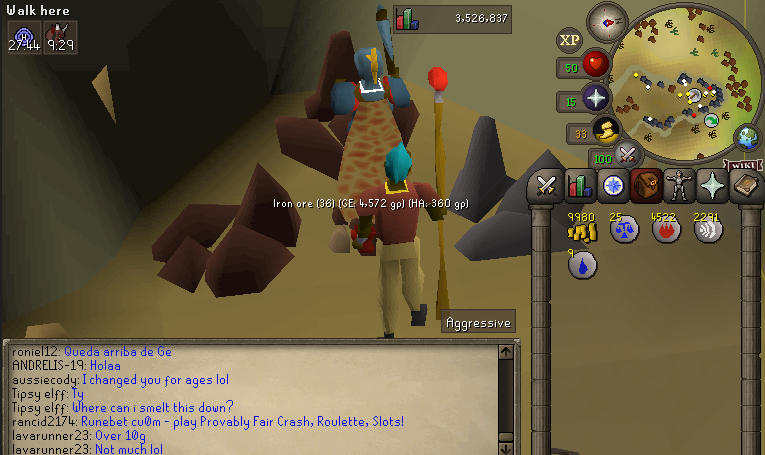 Walk here
3,526,837
27:44
9:29
XP
50
15
33
100
WIKI
9980
25
4522
2291
9
Iron ore (36) (GE: 4,572 gp) (HA: 360 gp)
Aggressive
roniel12: Queda arriba de Ge
ANDRELIS-19: Holaa
aussiecody: I changed you for ages lol
Tipsy elff: Ty
Tipsy elff: Where can i smelt this down?
rancid2174: Runebet cu0m - play Provably Fair Crash, Roulette, Slots!
lavarunner23: Over 10g
lavarunner23: Not much lol